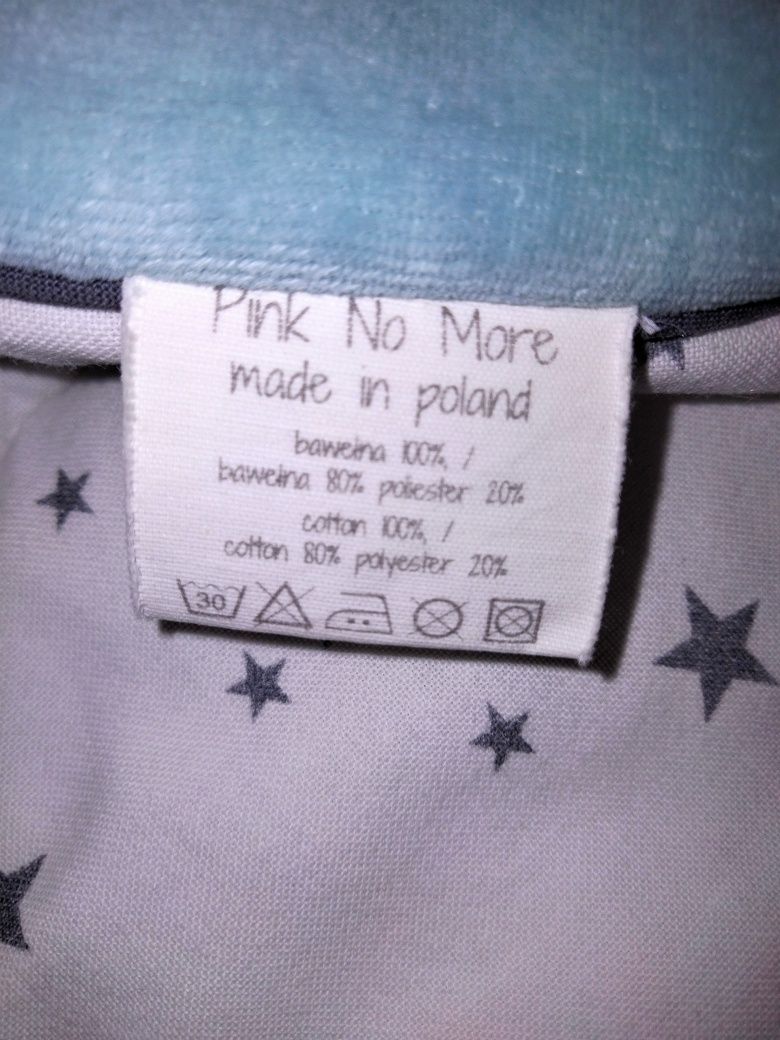 Pink No More
made in poland
bawełna 100%, /
bawełna 80% poliester 20%
cotton 100%, /
cotton 80% polyester 20%
30